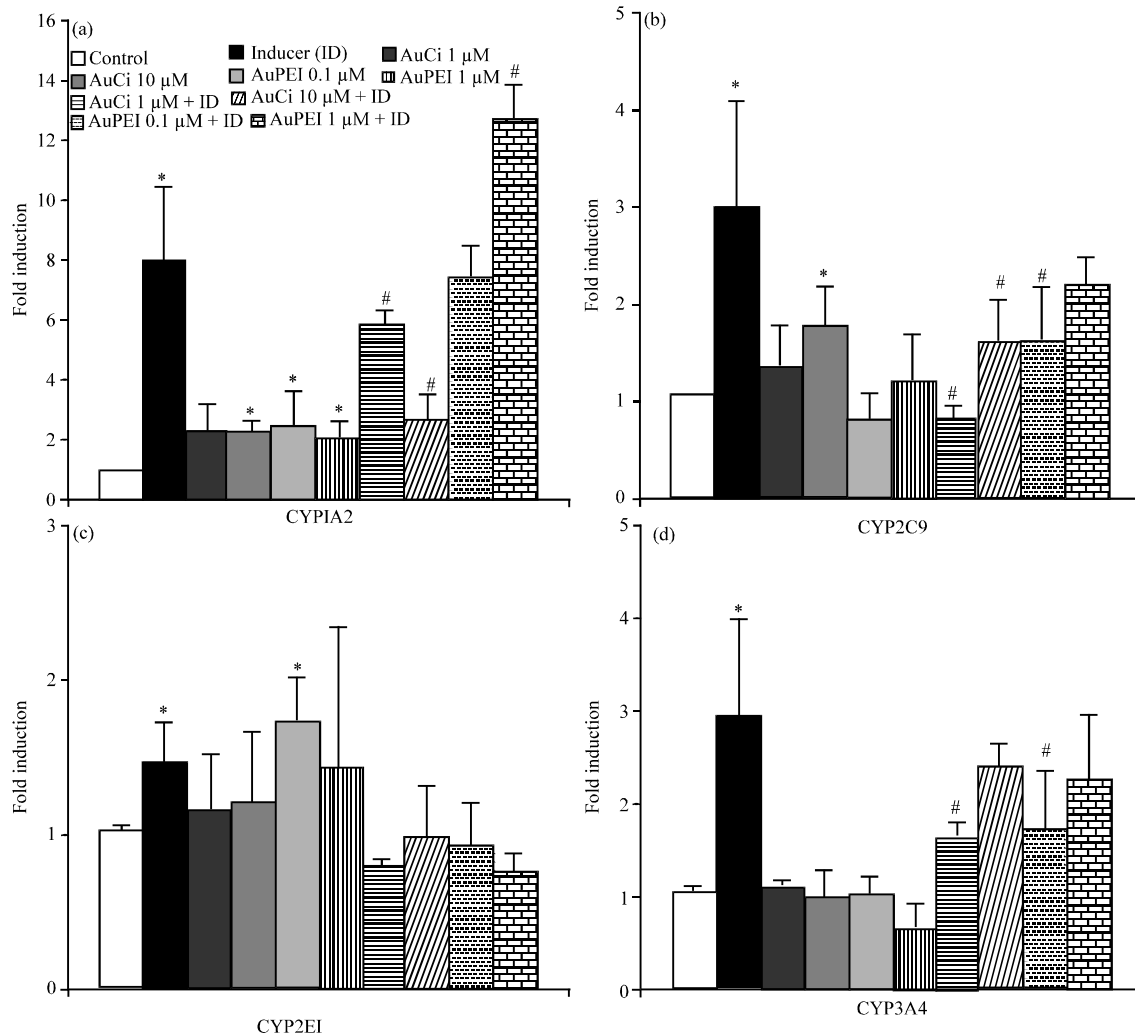 (a)
16
14
12
10
8
6
4
2
0
Fold induction
Control
Inducer (ID)
AuCi 1 µM
AuCi 10 µM
AuPEI 0.1 µM
AuPEI 1 µM
AuCi 1 µM + ID
AuCi 10 µM + ID
AuPEI 0.1 µM + ID
AuPEI 1 µM + ID
*
*
*
*
#
#
#
CYPIA2
(b)
5
4
3
2
1
0
Fold induction
*
*
#
#
#
CYP2C9
(c)
3
2
1
0
Fold induction
*
*
CYP2EI
(d)
5
4
3
2
1
0
Fold induction
*
#
#
CYP3A4